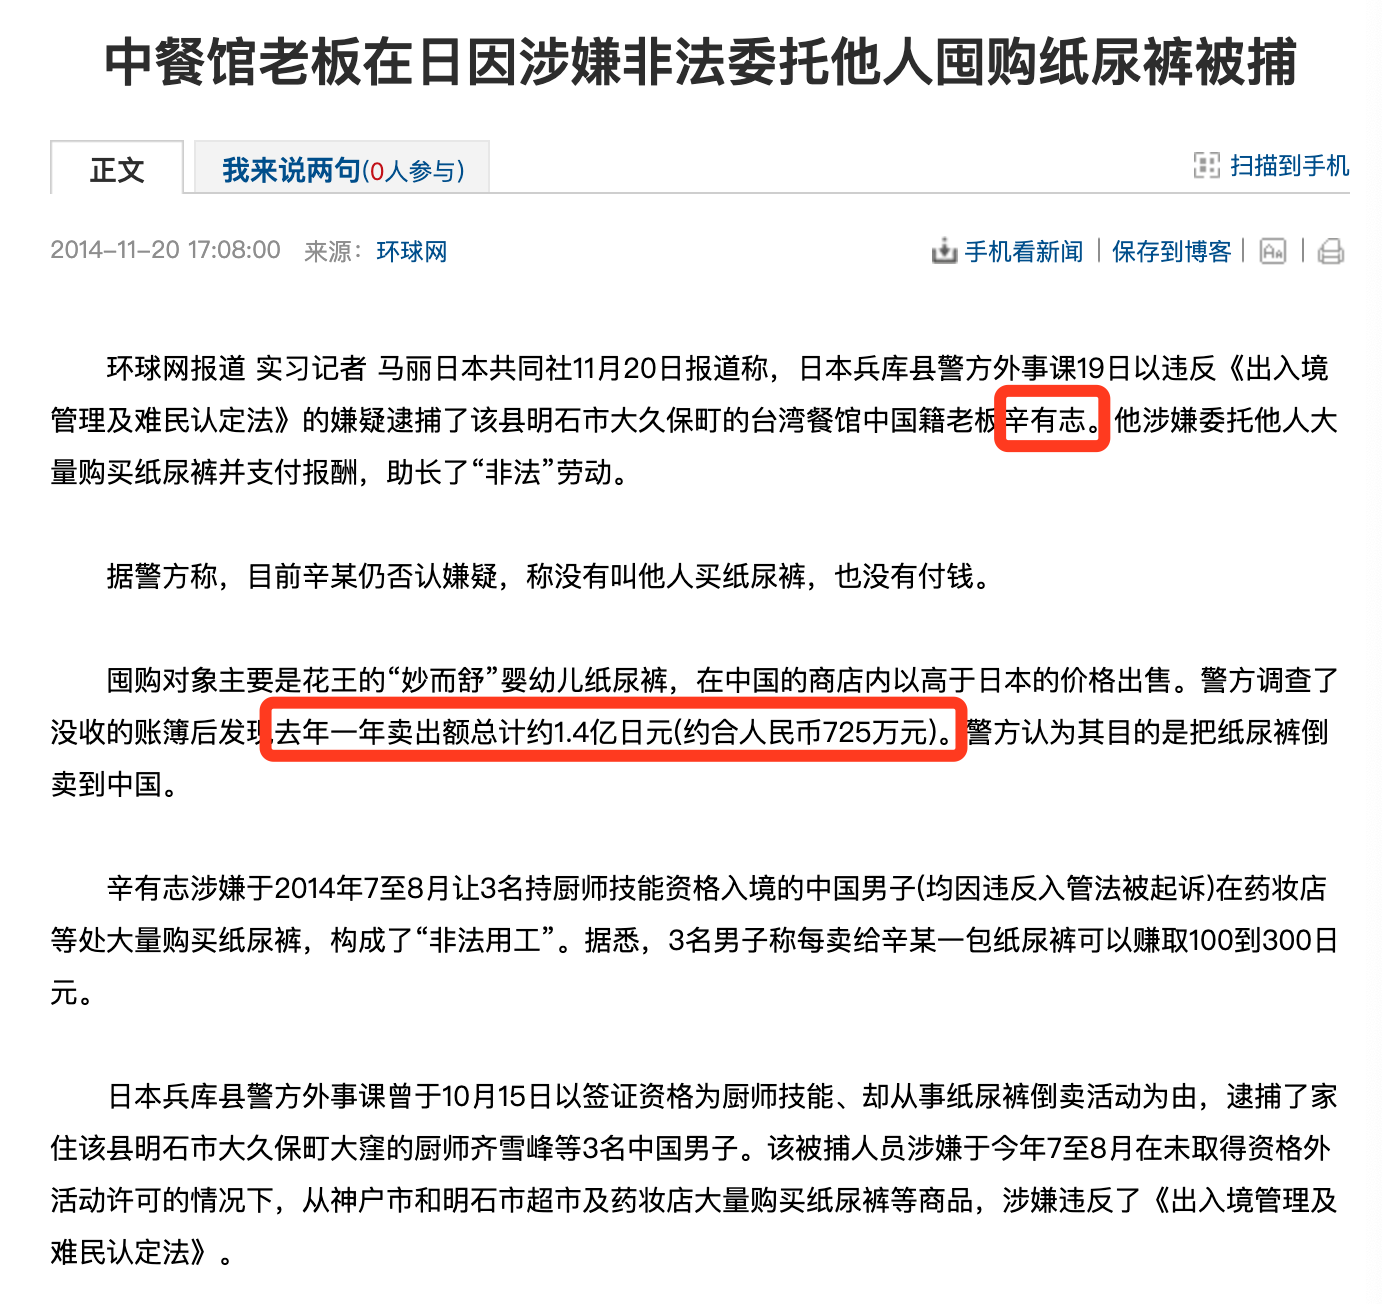 中餐馆老板在日因涉嫌非法委托他人囤购纸尿裤被捕
正文
我来说两句(0人参与)
扫描到手机
2014-11-20 17:08:00 来源：环球网
手机看新闻 | 保存到博客 |
环球网报道 实习记者 马丽日本共同社11月20日报道称，日本兵库县警方外事课19日以违反《出入境
管理及难民认定法》的嫌疑逮捕了该县明石市大久保町的台湾餐馆中国籍老板辛有志。他涉嫌委托他人大
量购买纸尿裤并支付报酬，助长了“非法”劳动。
据警方称，目前辛某仍否认嫌疑，称没有叫他人买纸尿裤，也没有付钱。
囤购对象主要是花王的“妙而舒”婴幼儿纸尿裤，在中国的商店内以高于日本的价格出售。警方调查了
没收的账簿后发现,去年一年卖出额总计约1.4亿日元(约合人民币725万元)。警方认为其目的是把纸尿裤倒
卖到中国。
辛有志涉嫌于2014年7至8月让3名持厨师技能资格入境的中国男子(均因违反入管法被起诉)在药妆店
等处大量购买纸尿裤，构成了“非法用工”。据悉，3名男子称每卖给辛某一包纸尿裤可以赚取100到300日
元。
日本兵库县警方外事课曾于10月15日以签证资格为厨师技能、却从事纸尿裤倒卖活动为由，逮捕了家
住该县明石市大久保町大窪的厨师齐雪峰等3名中国男子。该被捕人员涉嫌于今年7至8月在未取得资格外
活动许可的情况下，从神户市和明石市超市及药妆店大量购买纸尿裤等商品，涉嫌违反了《出入境管理及
难民认定法》。